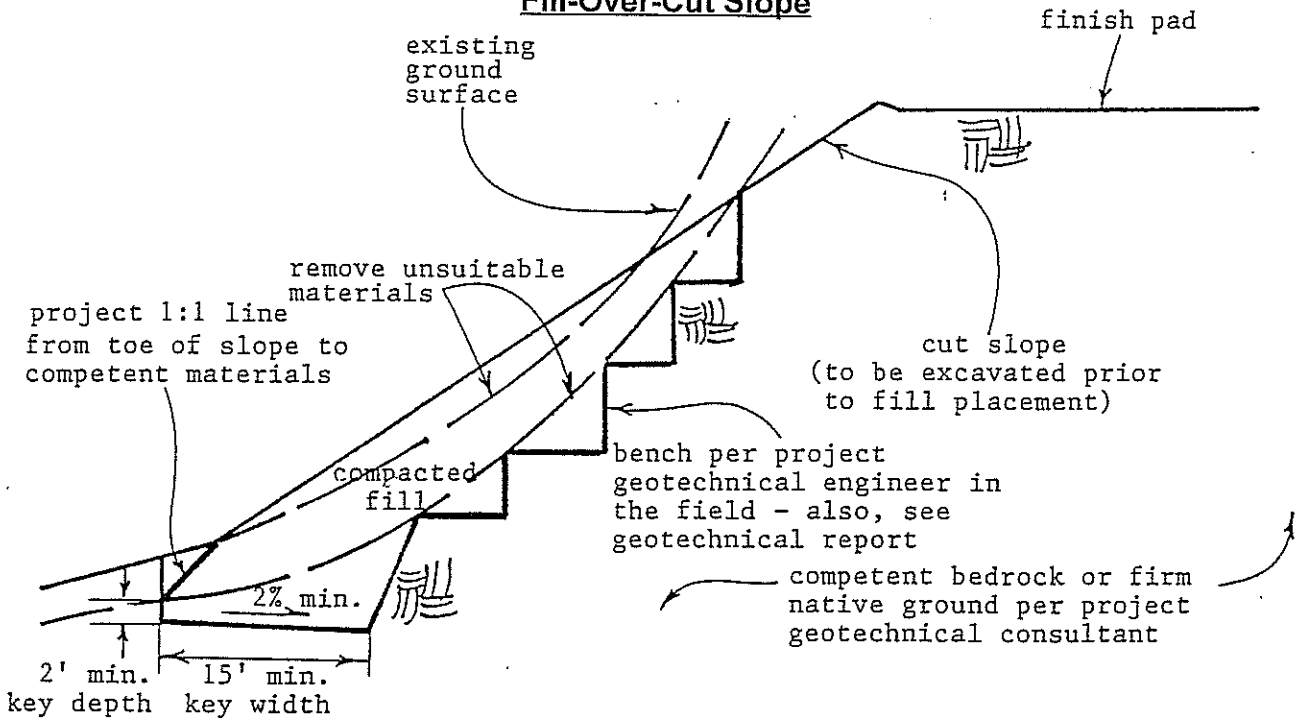 Fill-Over-Cut Slope
finish pad
existing
ground
surface
remove unsuitable
materials
project 1:1 line
from toe of slope to
competent materials
cut slope
(to be excavated prior
to fill placement)
compacted
fill
bench per project
geotechnical engineer in
the field - also, see
geotechnical report
2% min.
competent bedrock or firm
native ground per project
geotechnical consultant
2' min.
key depth
15' min.
key width